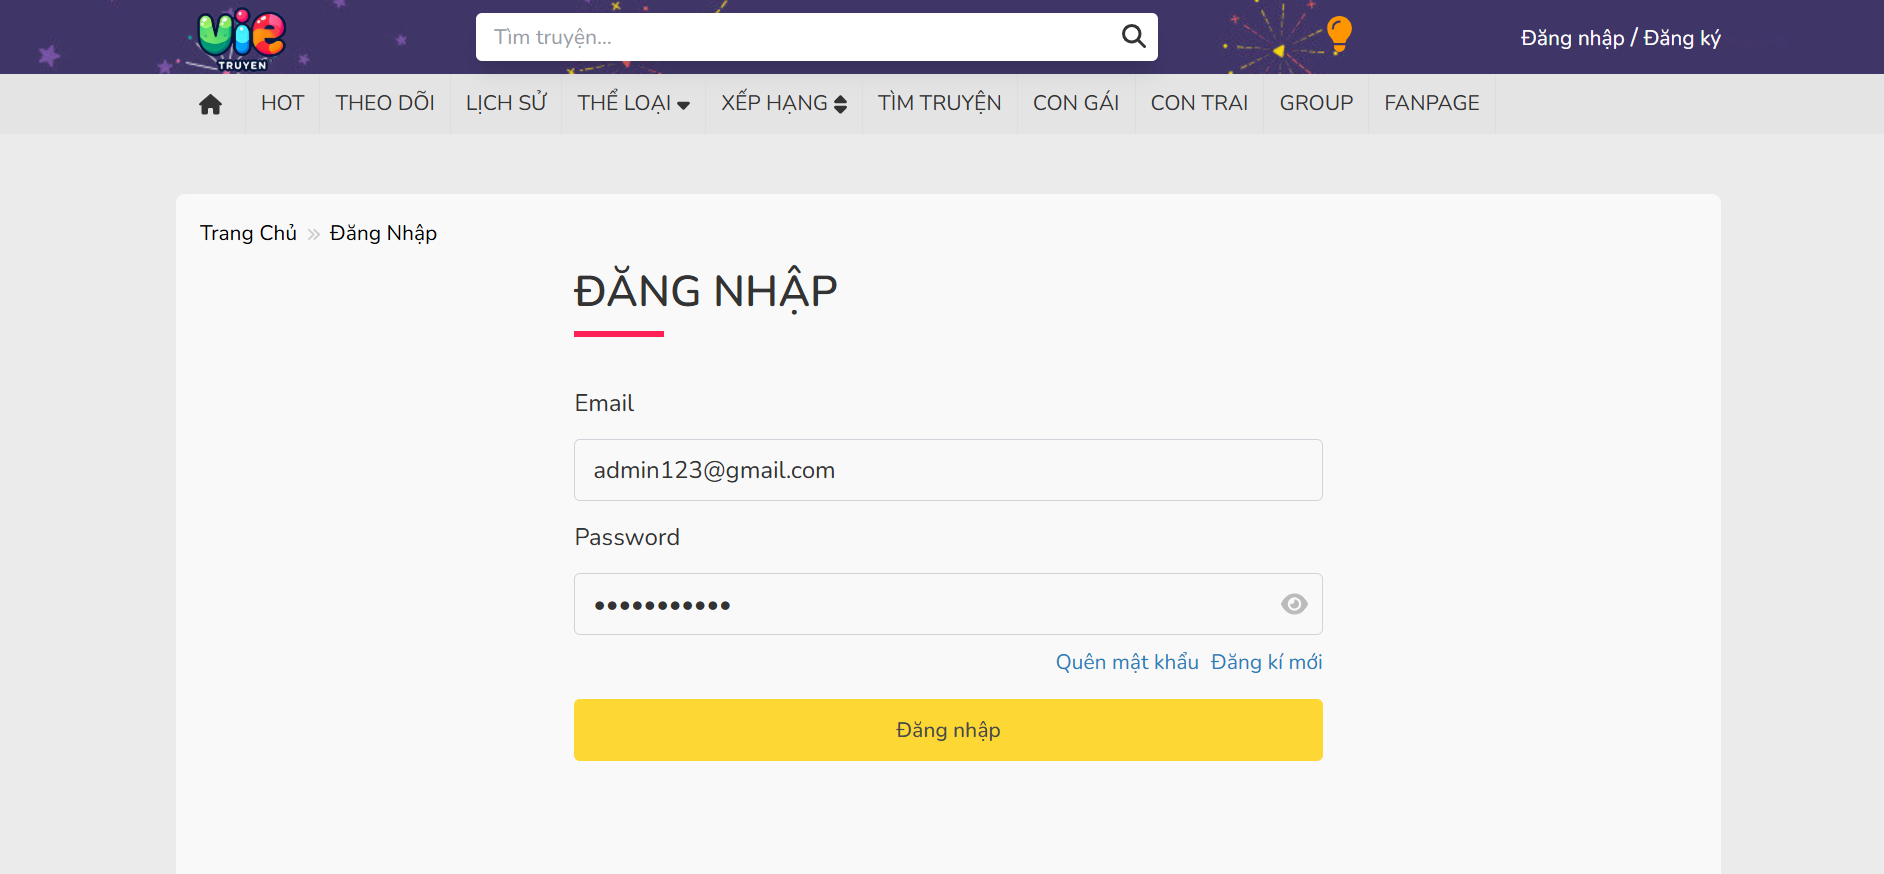 Vie
TRUYEN
Tìm truyện...
Đăng nhập / Đăng ký
HOT THEO DÕI LỊCH SỬ THỂ LOẠI XẾP HẠNG TÌM TRUYỆN CON GÁI CON TRAI GROUP FANPAGE
Trang Chủ » Đăng Nhập
ĐĂNG NHẬP
Email
admin123@gmail.com
Password
•••••••••••
Quên mật khẩu Đăng kí mới
Đăng nhập